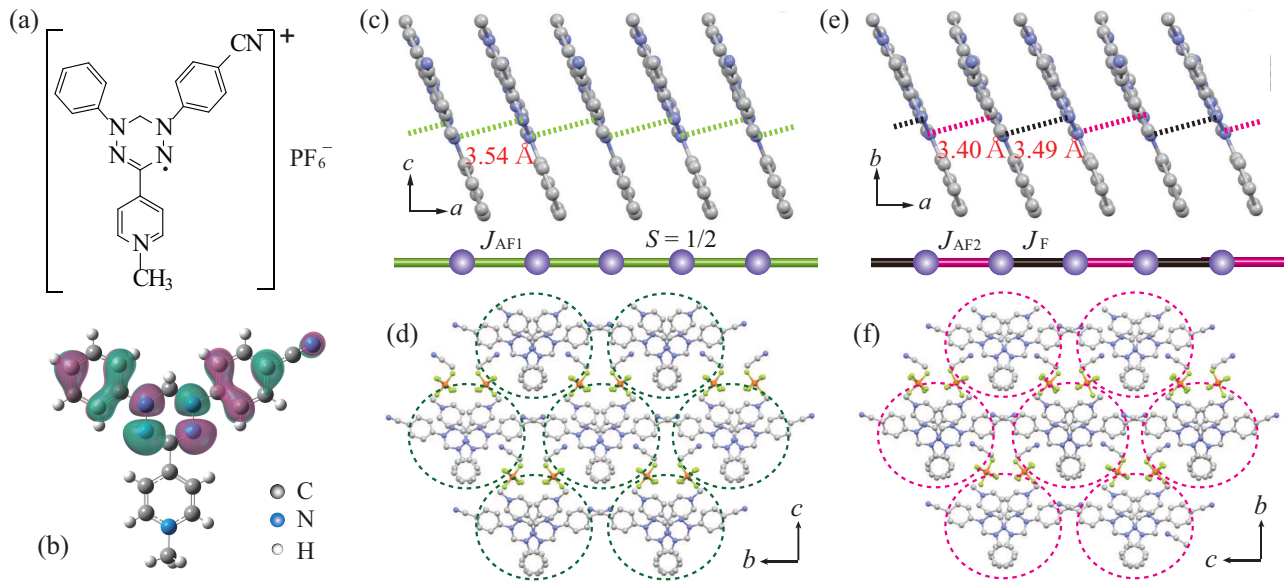 (a)
+
CN
N
N
N
N
•
PF6−
N
CH3
(b)
C
N
H
(c)
3.54 Å
c
a
JAF1
S = 1/2
(d)
c
b
(e)
3.40 Å
3.49 Å
b
a
JAF2
JF
(f)
b
c